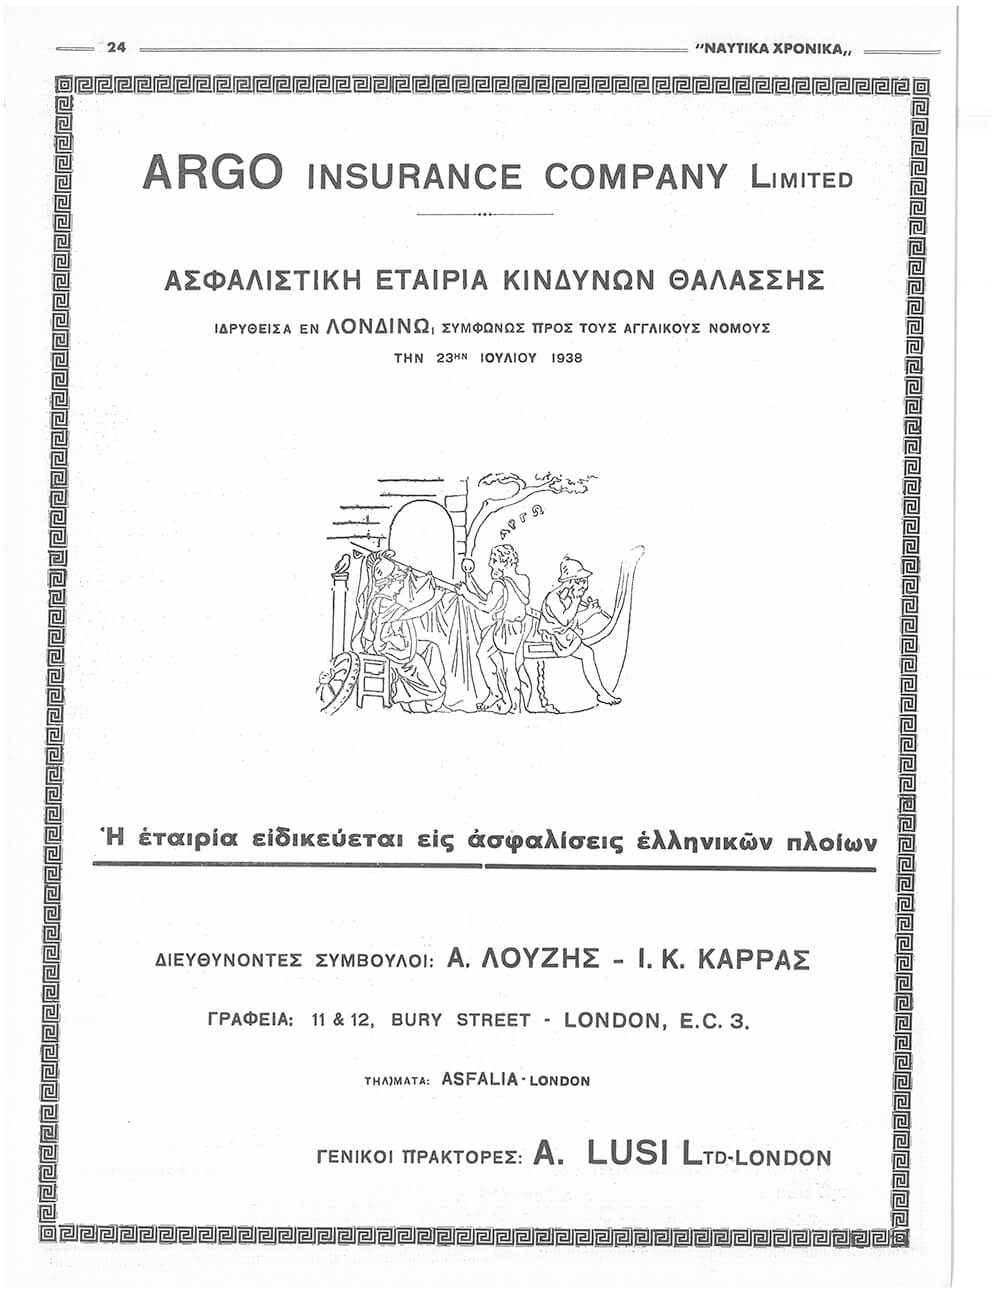 24
"ΝΑΥΤΙΚΑ ΧΡΟΝΙΚΑ,,
ARGO INSURANCE COMPANY LIMITED
ΑΣΦΑΛΙΣΤΙΚΗ ΕΤΑΙΡΙΑ ΚΙΝΔΥΝΩΝ ΘΑΛΑΣΣΗΣ
ΙΔΡΥΘΕΙΣΑ ΕΝ ΛΟΝΔΙΝΩ, ΣΥΜΦΩΝΩΣ ΠΡΟΣ ΤΟΥΣ ΑΓΓΛΙΚΟΥΣ ΝΟΜΟΥΣ
ΤΗΝ 23ΗΝ ΙΟΥΛΙΟΥ 1938
ΑΡΓΩ
Ἡ ἑταιρία εἰδικεύεται εἰς ἀσφαλίσεις ἑλληνικῶν πλοίων
ΔΙΕΥΘΥΝΟΝΤΕΣ ΣΥΜΒΟΥΛΟΙ: Α. ΛΟΥΖΗΣ - Ι. Κ. ΚΑΡΡΑΣ
ΓΡΑΦΕΙΑ: 11 & 12, BURY STREET - LONDON, E.C. 3.
ΤΗΛ)ΜΑΤΑ: ASFALIA - LONDON
ΓΕΝΙΚΟΙ ΠΡΑΚΤΟΡΕΣ: A. LUSI LTD-LONDON